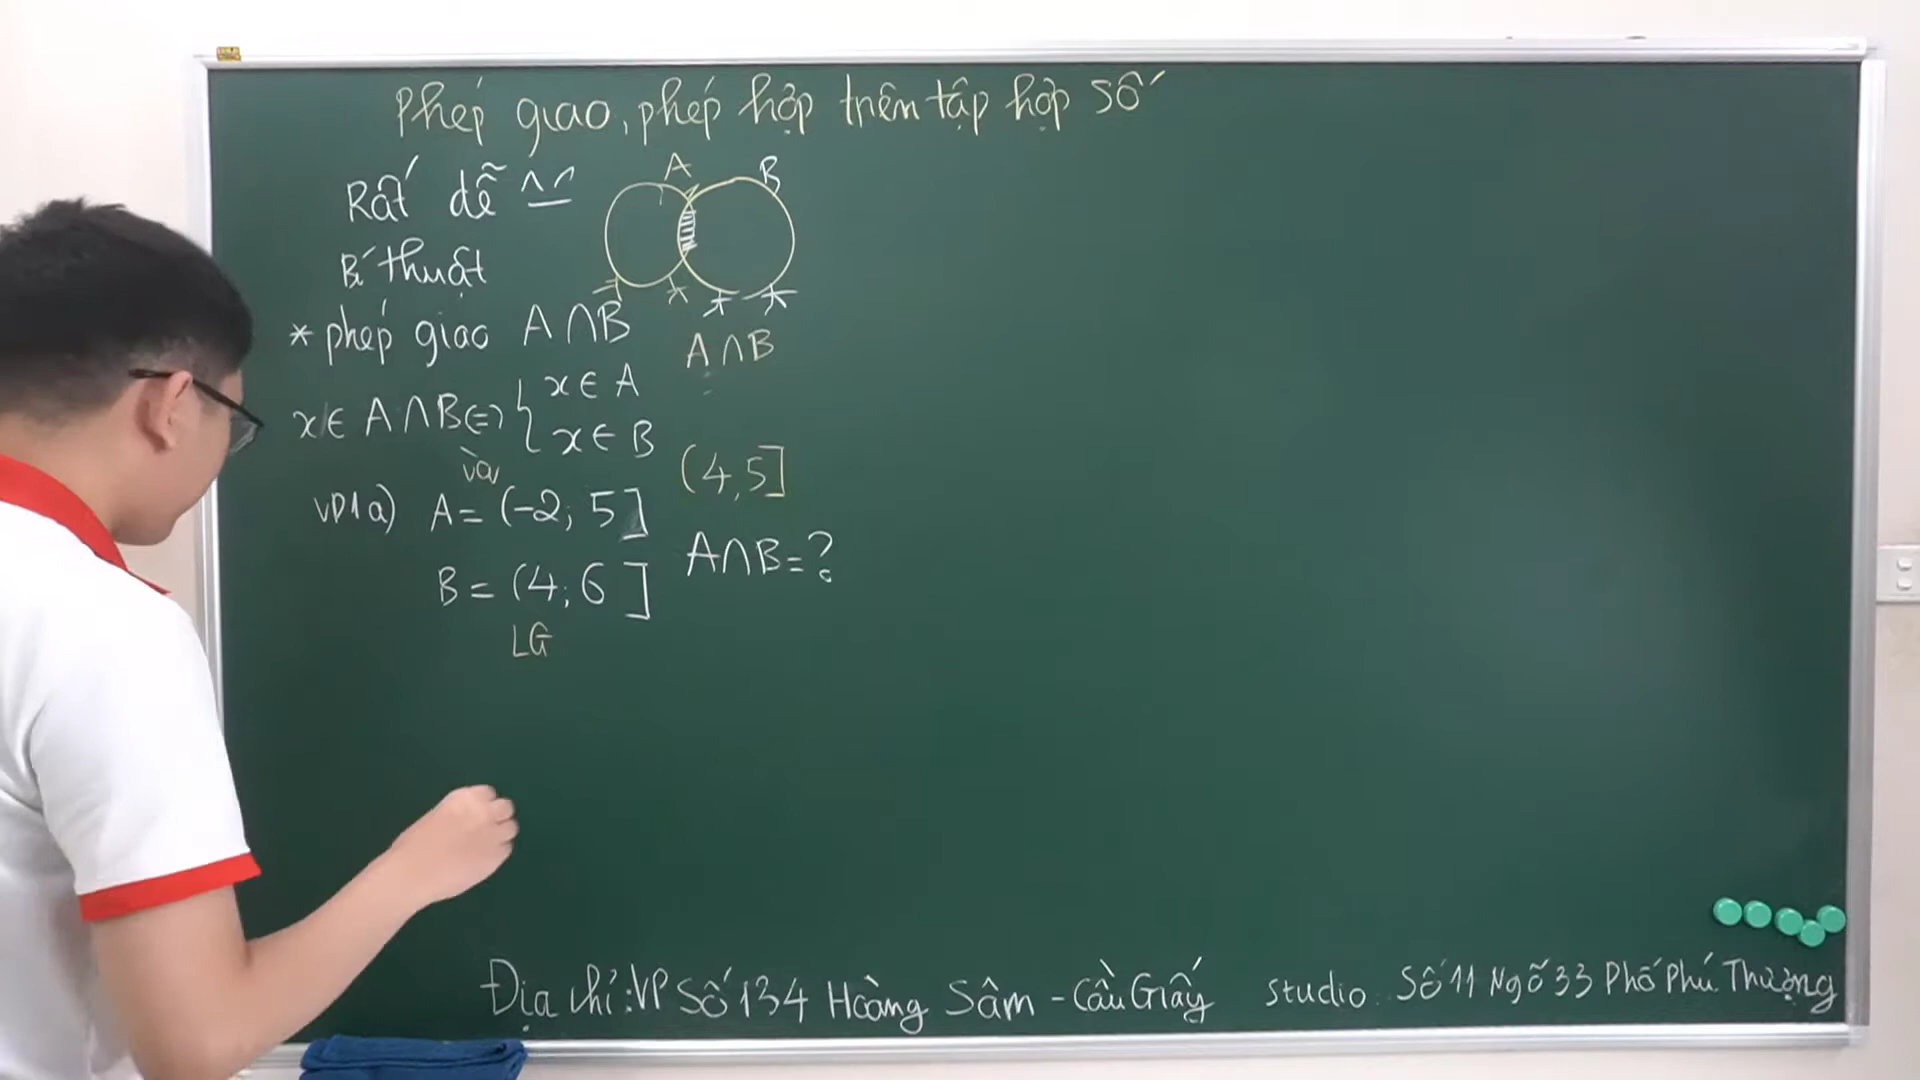 Phép giao, phép hợp trên tập hợp số
Rất dễ ^^
Bí thuật
A B
* phép giao A ∩ B
A ∩ B
x ∈ A ∩ B ⇔ { x ∈ A
x ∈ B
và
(4,5]
VD1 a) A = (-2; 5]
B = (4; 6]
A ∩ B = ?
LG
Địa chỉ: VP Số 134 Hoàng Sâm - Cầu Giấy studio: Số 11 Ngõ 33 Phố Phú Thượng